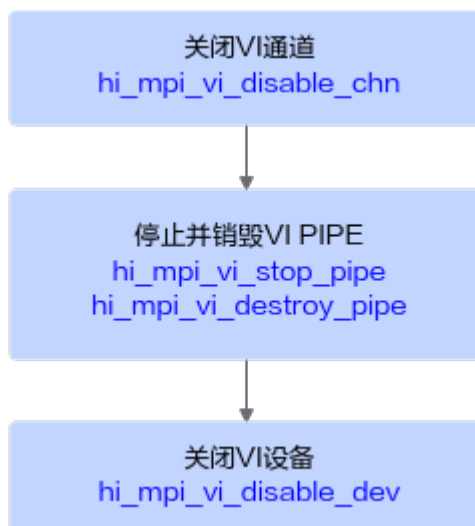 关闭VI通道
hi_mpi_vi_disable_chn
停止并销毁VI PIPE
hi_mpi_vi_stop_pipe
hi_mpi_vi_destroy_pipe
关闭VI设备
hi_mpi_vi_disable_dev